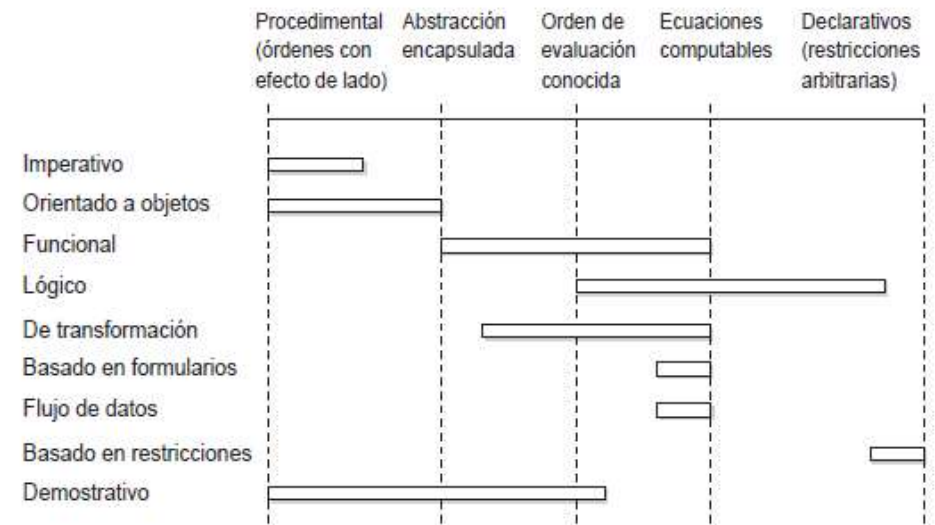 Procedimental Abstracción Orden de Ecuaciones Declarativos
(órdenes con encapsulada evaluación computables (restricciones
efecto de lado) conocida arbitrarias)
Imperativo
Orientado a objetos
Funcional
Lógico
De transformación
Basado en formularios
Flujo de datos
Basado en restricciones
Demostrativo